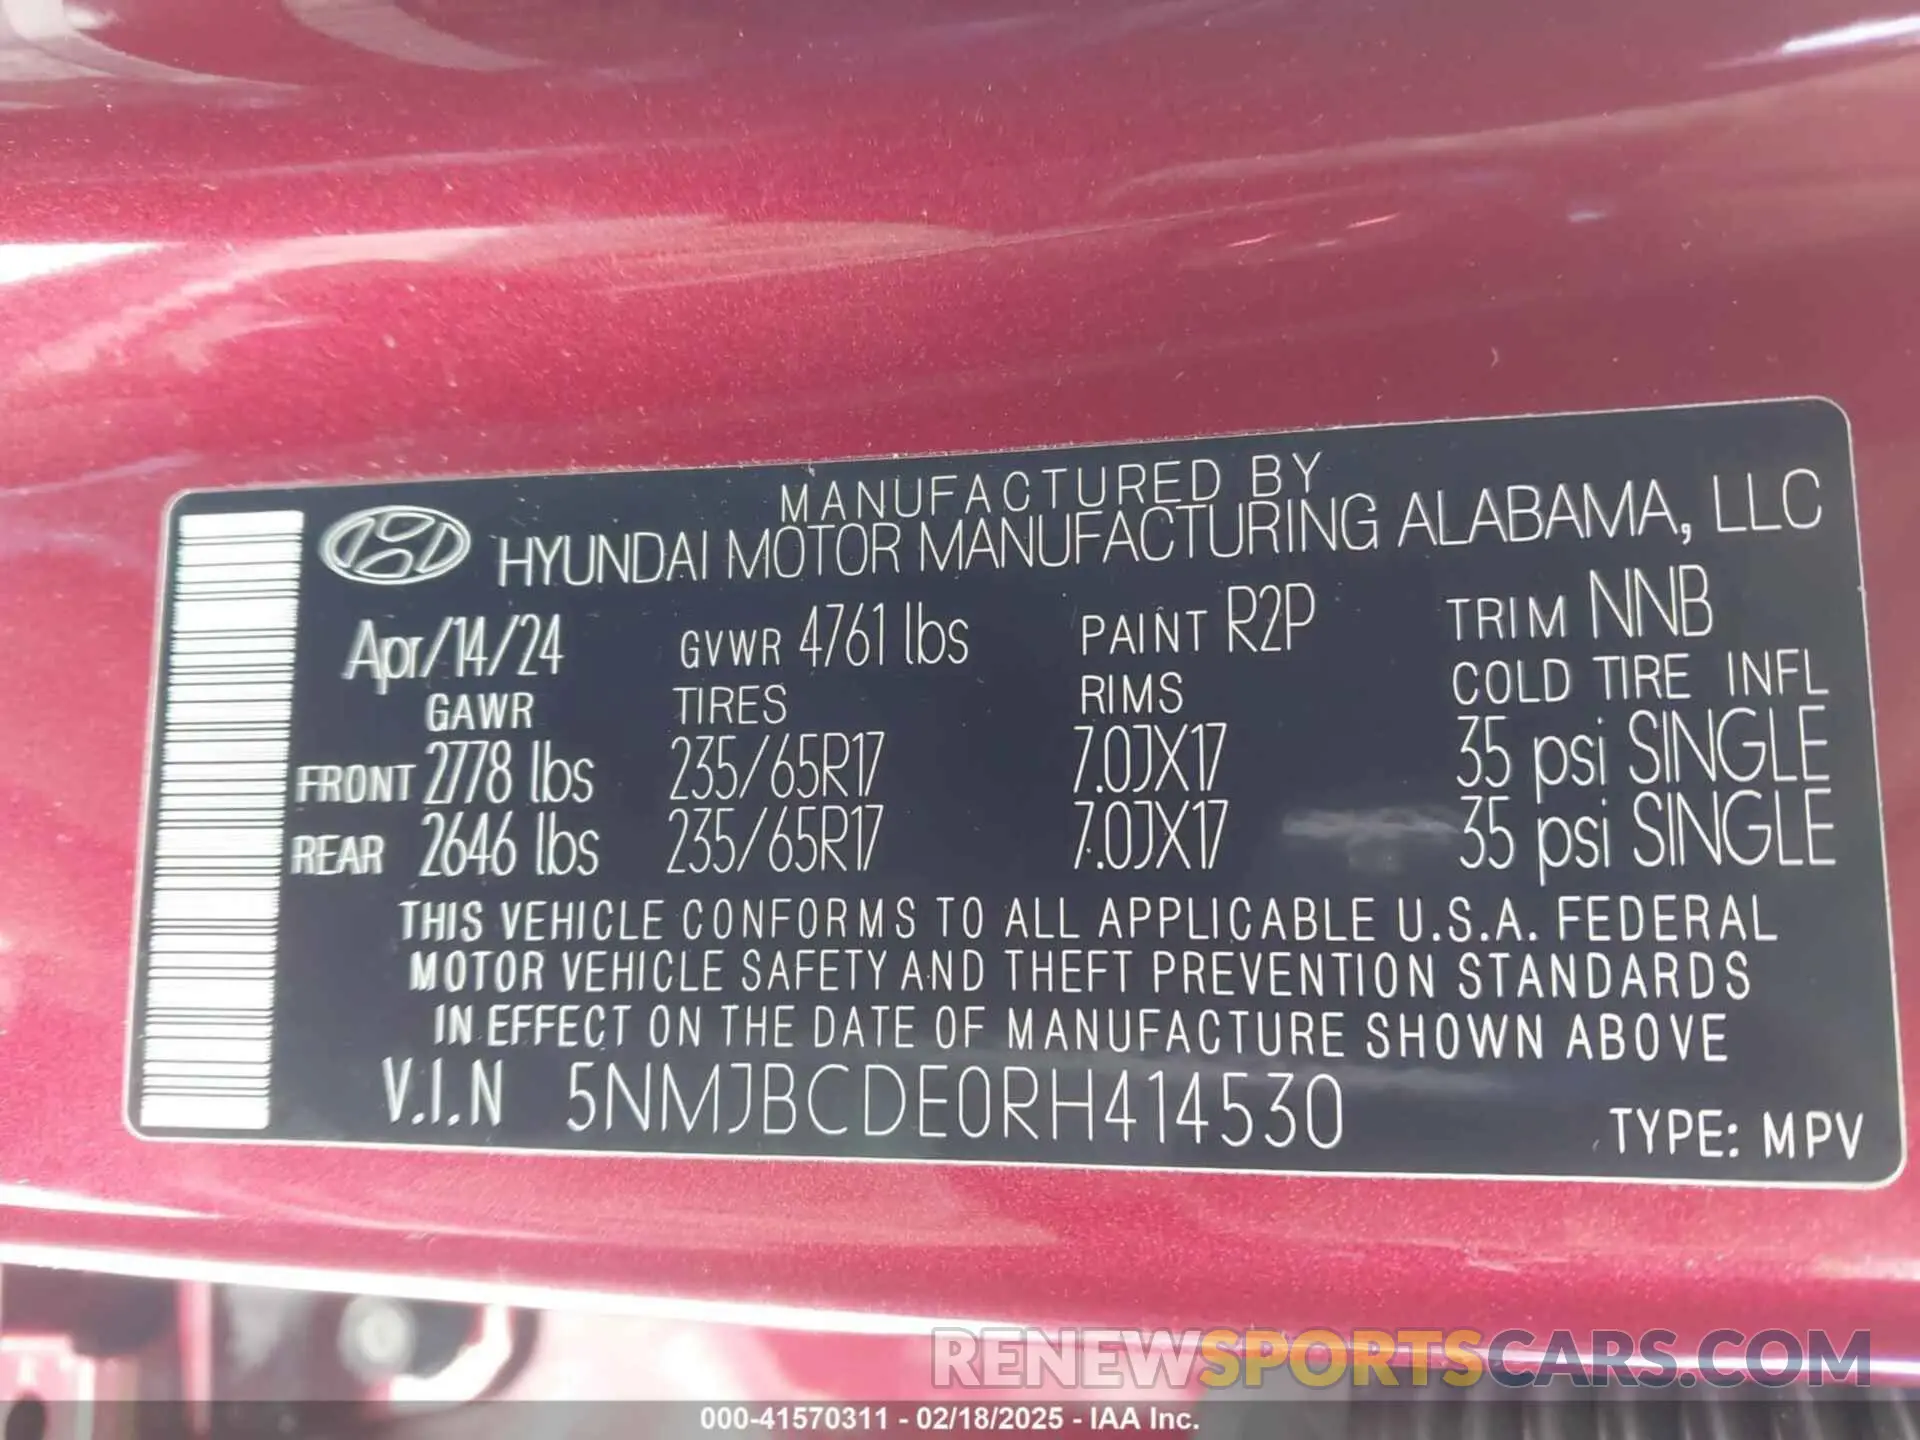 MANUFACTURED BY
HYUNDAI MOTOR MANUFACTURING ALABAMA, LLC
Apr/14/24 GVWR 4761 lbs PAINT R2P TRIM NNB
GAWR TIRES RIMS COLD TIRE INFL
FRONT 2778 lbs 235/65R17 7.0JX17 35 psi SINGLE
REAR 2646 lbs 235/65R17 7.0JX17 35 psi SINGLE
THIS VEHICLE CONFORMS TO ALL APPLICABLE U.S.A. FEDERAL
MOTOR VEHICLE SAFETY AND THEFT PREVENTION STANDARDS
IN EFFECT ON THE DATE OF MANUFACTURE SHOWN ABOVE
V.I.N 5NMJBCDE0RH414530
TYPE: MPV
RENEWSPORTSCARS.COM
000-41570311 - 02/18/2025 - IAA Inc.